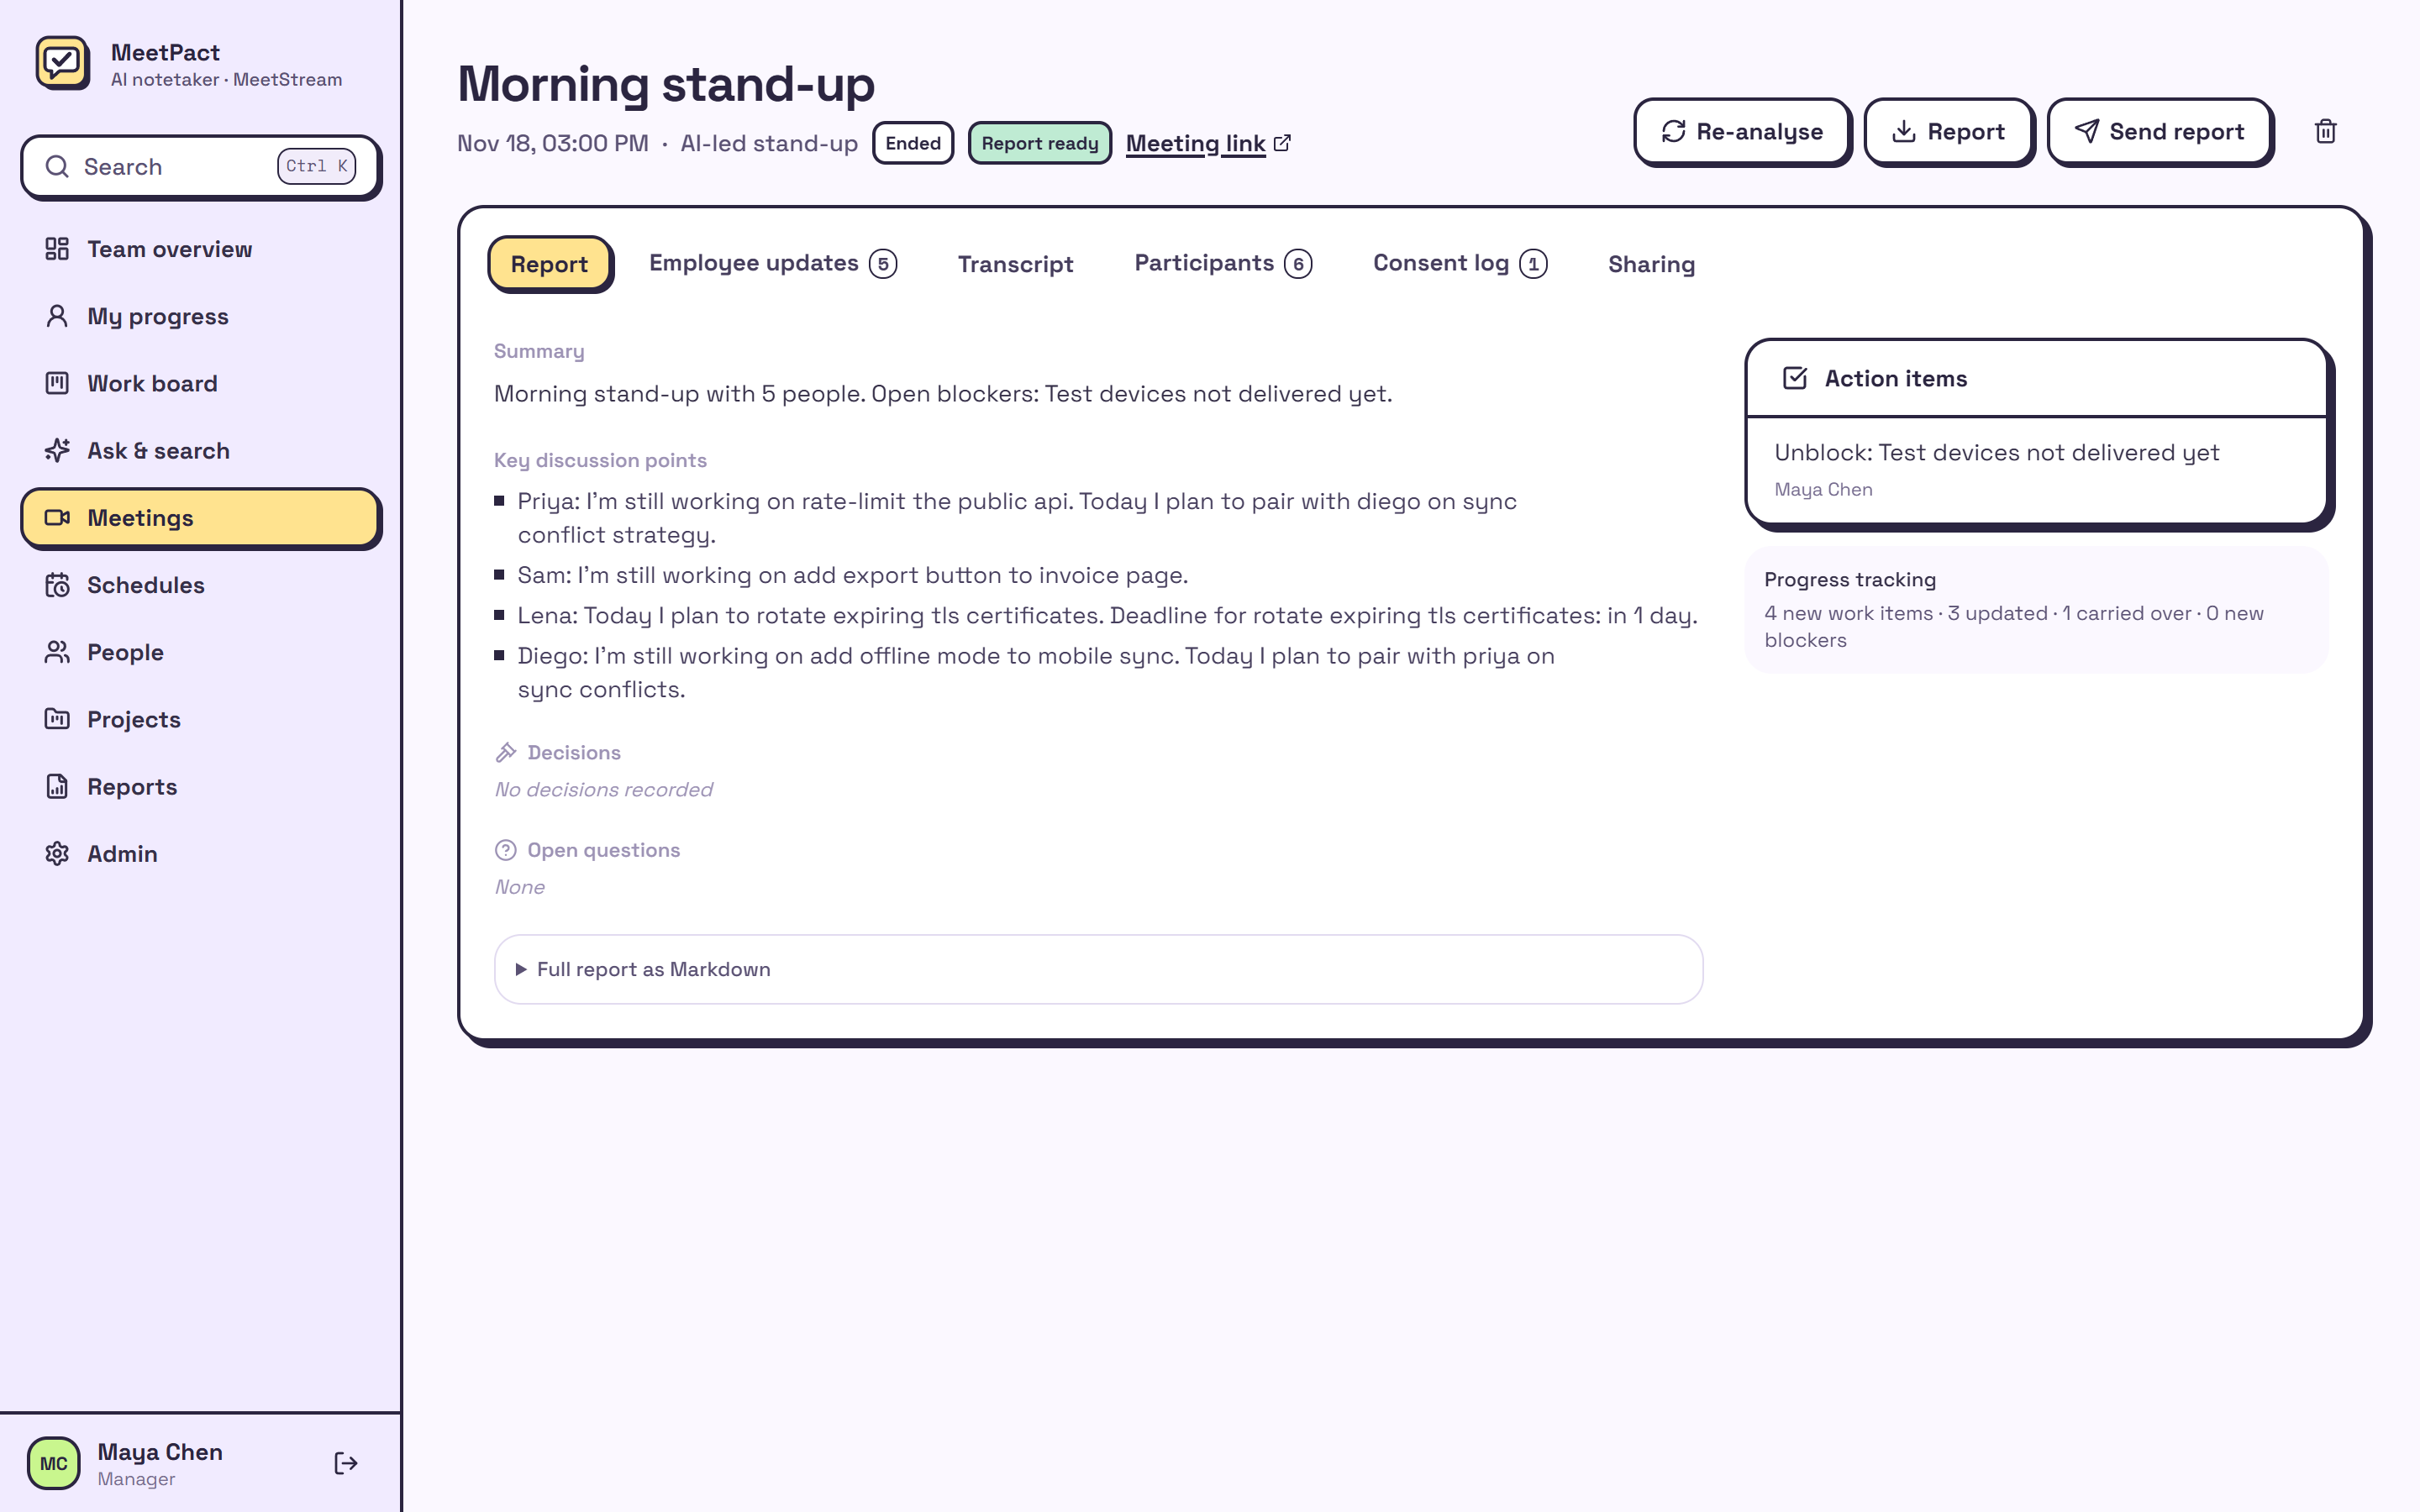 MeetPact
AI notetaker · MeetStream
Search
Ctrl K
Team overview
My progress
Work board
Ask & search
Meetings
Schedules
People
Projects
Reports
Admin
MC
Maya Chen
Manager
Morning stand-up
Nov 18, 03:00 PM · AI-led stand-up Ended Report ready Meeting link
Re-analyse
Report
Send report
Report
Employee updates 5
Transcript
Participants 6
Consent log 1
Sharing
Summary
Morning stand-up with 5 people. Open blockers: Test devices not delivered yet.
Key discussion points
Priya: I'm still working on rate-limit the public api. Today I plan to pair with diego on sync
conflict strategy.
Sam: I'm still working on add export button to invoice page.
Lena: Today I plan to rotate expiring tls certificates. Deadline for rotate expiring tls certificates: in 1 day.
Diego: I'm still working on add offline mode to mobile sync. Today I plan to pair with priya on
sync conflicts.
Decisions
No decisions recorded
Open questions
None
Full report as Markdown
Action items
Unblock: Test devices not delivered yet
Maya Chen
Progress tracking
4 new work items · 3 updated · 1 carried over · 0 new
blockers